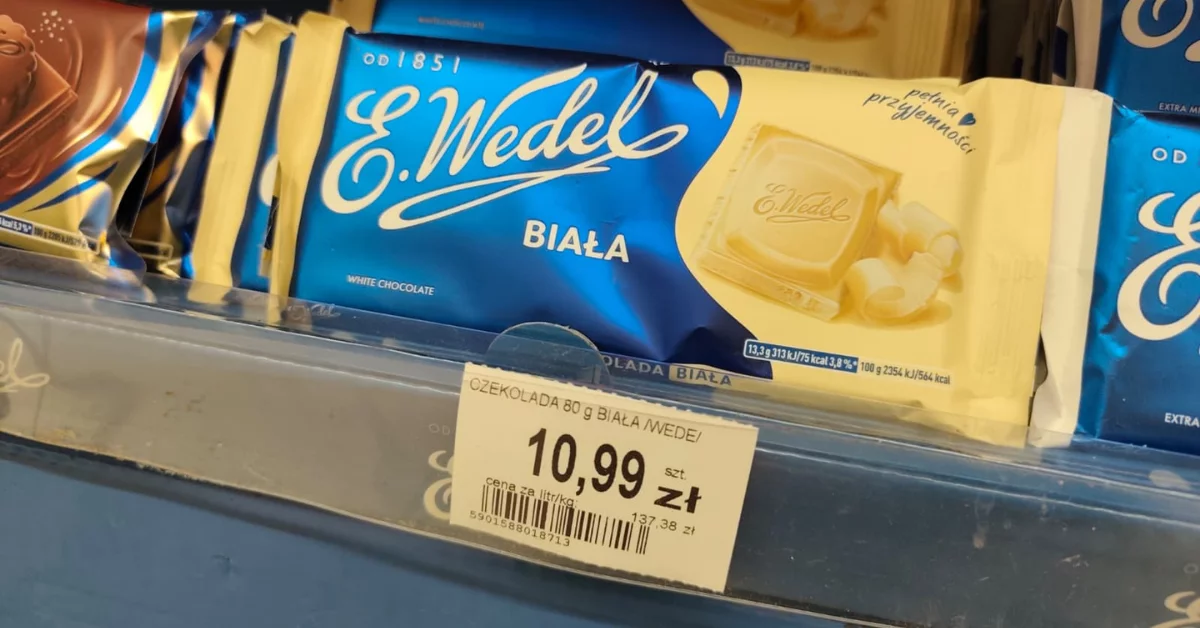 OD 1851
E.Wedel
BIAŁA
WHITE CHOCOLATE
pełnia
przyjemności
E.Wedel
13,3 g 313 kJ/75 kcal 3,8 %* 100 g 2354 kJ/564 kcal
OLADA BIAŁA
CZEKOLADA 80 g BIAŁA /WEDE/
10,99 szt. zł
cena za litr/kg: 137,38 zł
5901588018713
OD
EXTRA